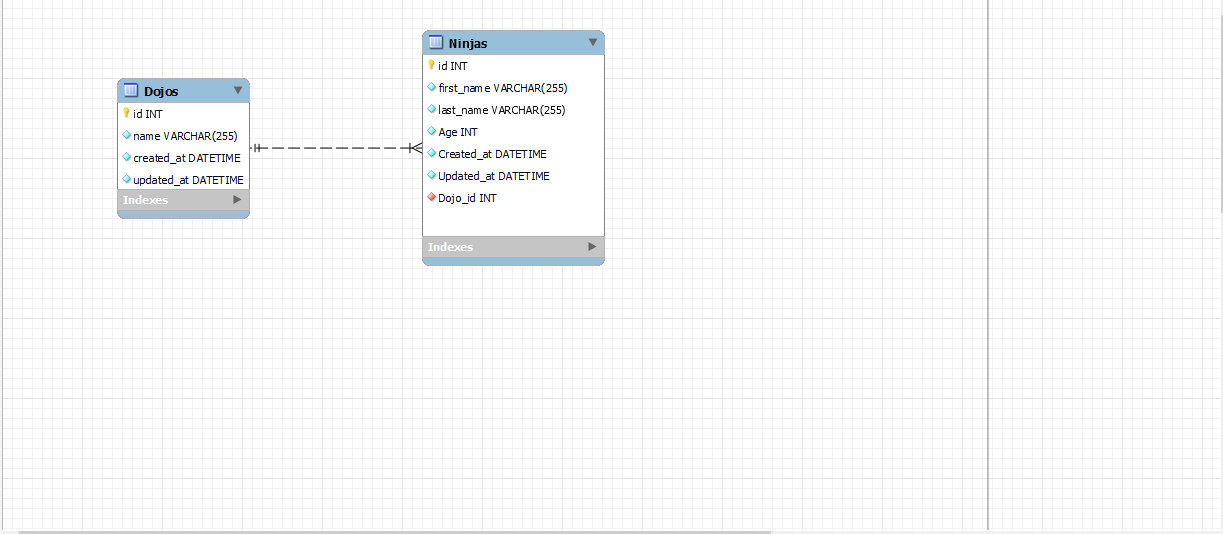 Dojos
id INT
name VARCHAR(255)
created_at DATETIME
updated_at DATETIME
Indexes
Ninjas
id INT
first_name VARCHAR(255)
last_name VARCHAR(255)
Age INT
Created_at DATETIME
Updated_at DATETIME
Dojo_id INT
Indexes